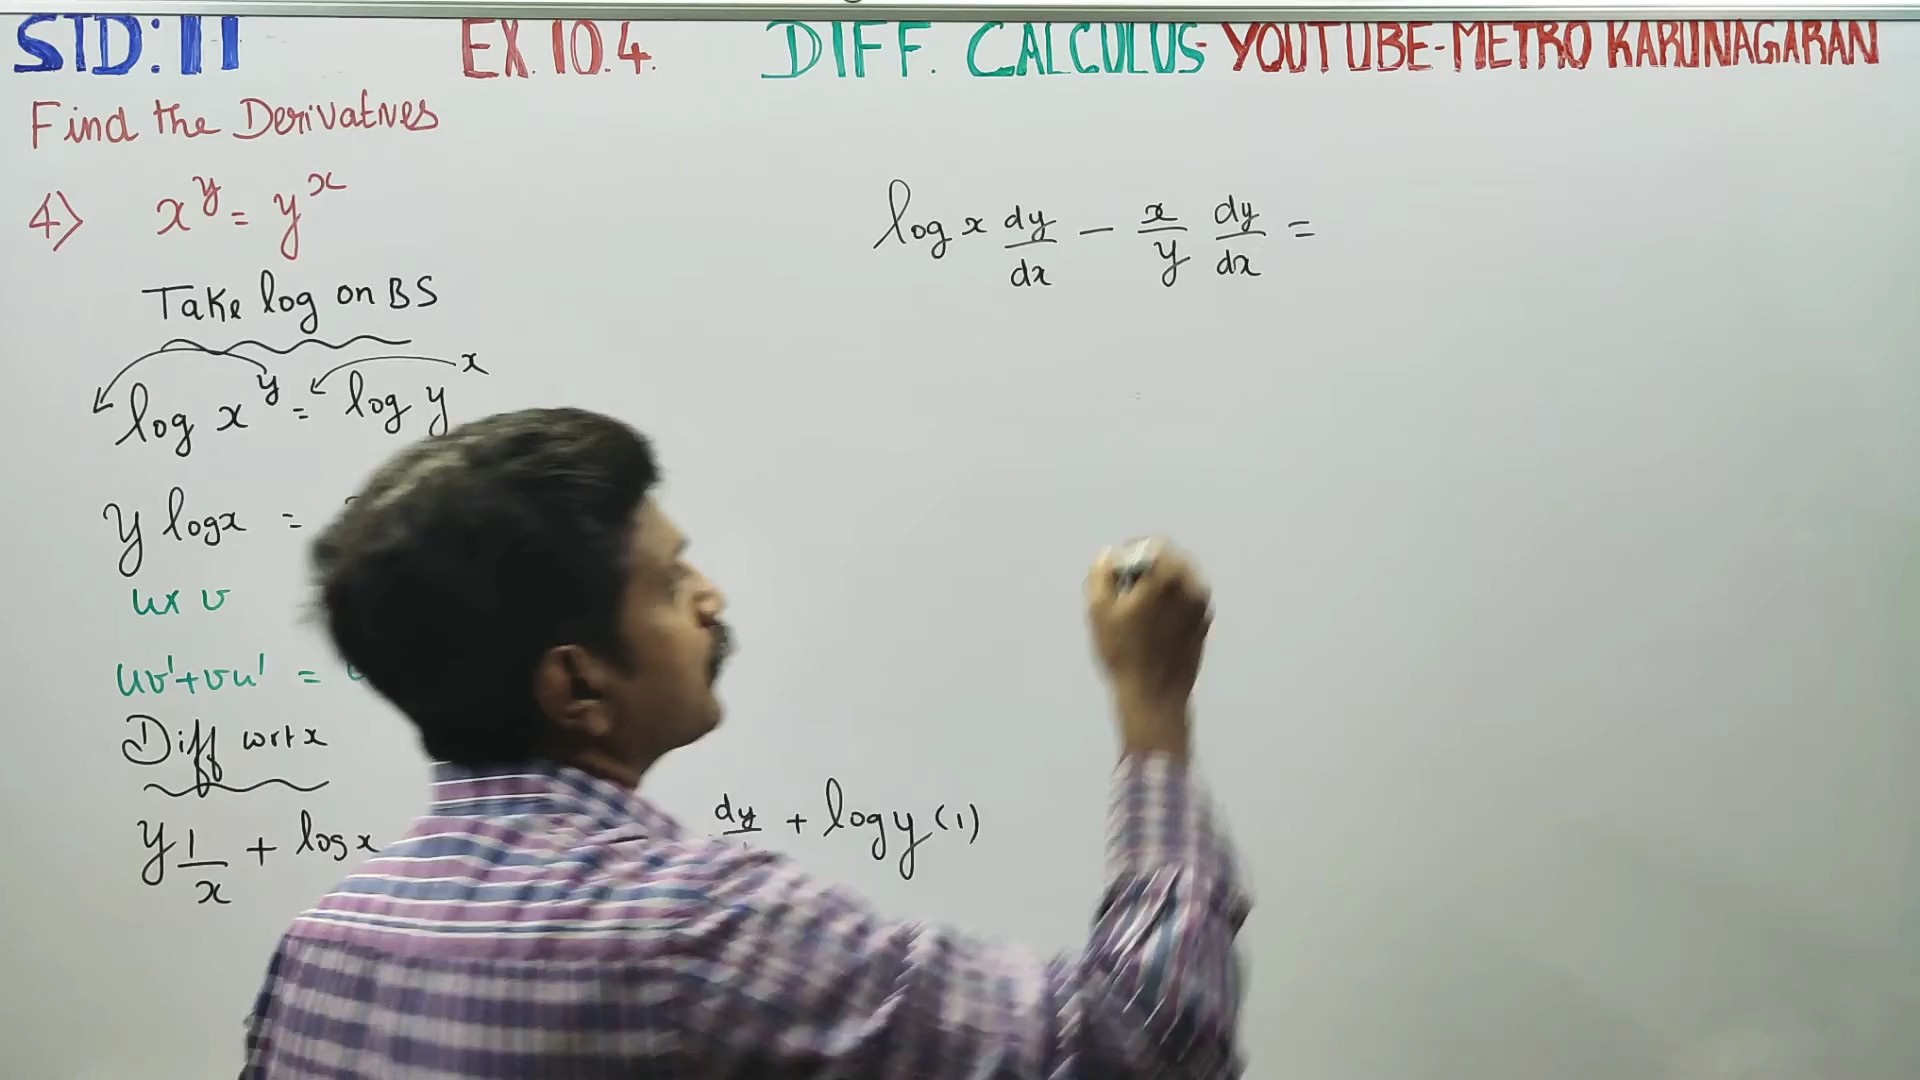 STD: 11 EX. 10.4. DIFF. CALCULUS- YOUTUBE-METRO KARUNAGARAN
Find the Derivatives
4) x^y = y^x
Take log on BS
log x^y = log y^x
y log x =
u x v
uv' + vu' =
Diff wrt x
y 1/x + log x dy + log y (1)
log x dy/dx - x/y dy/dx =